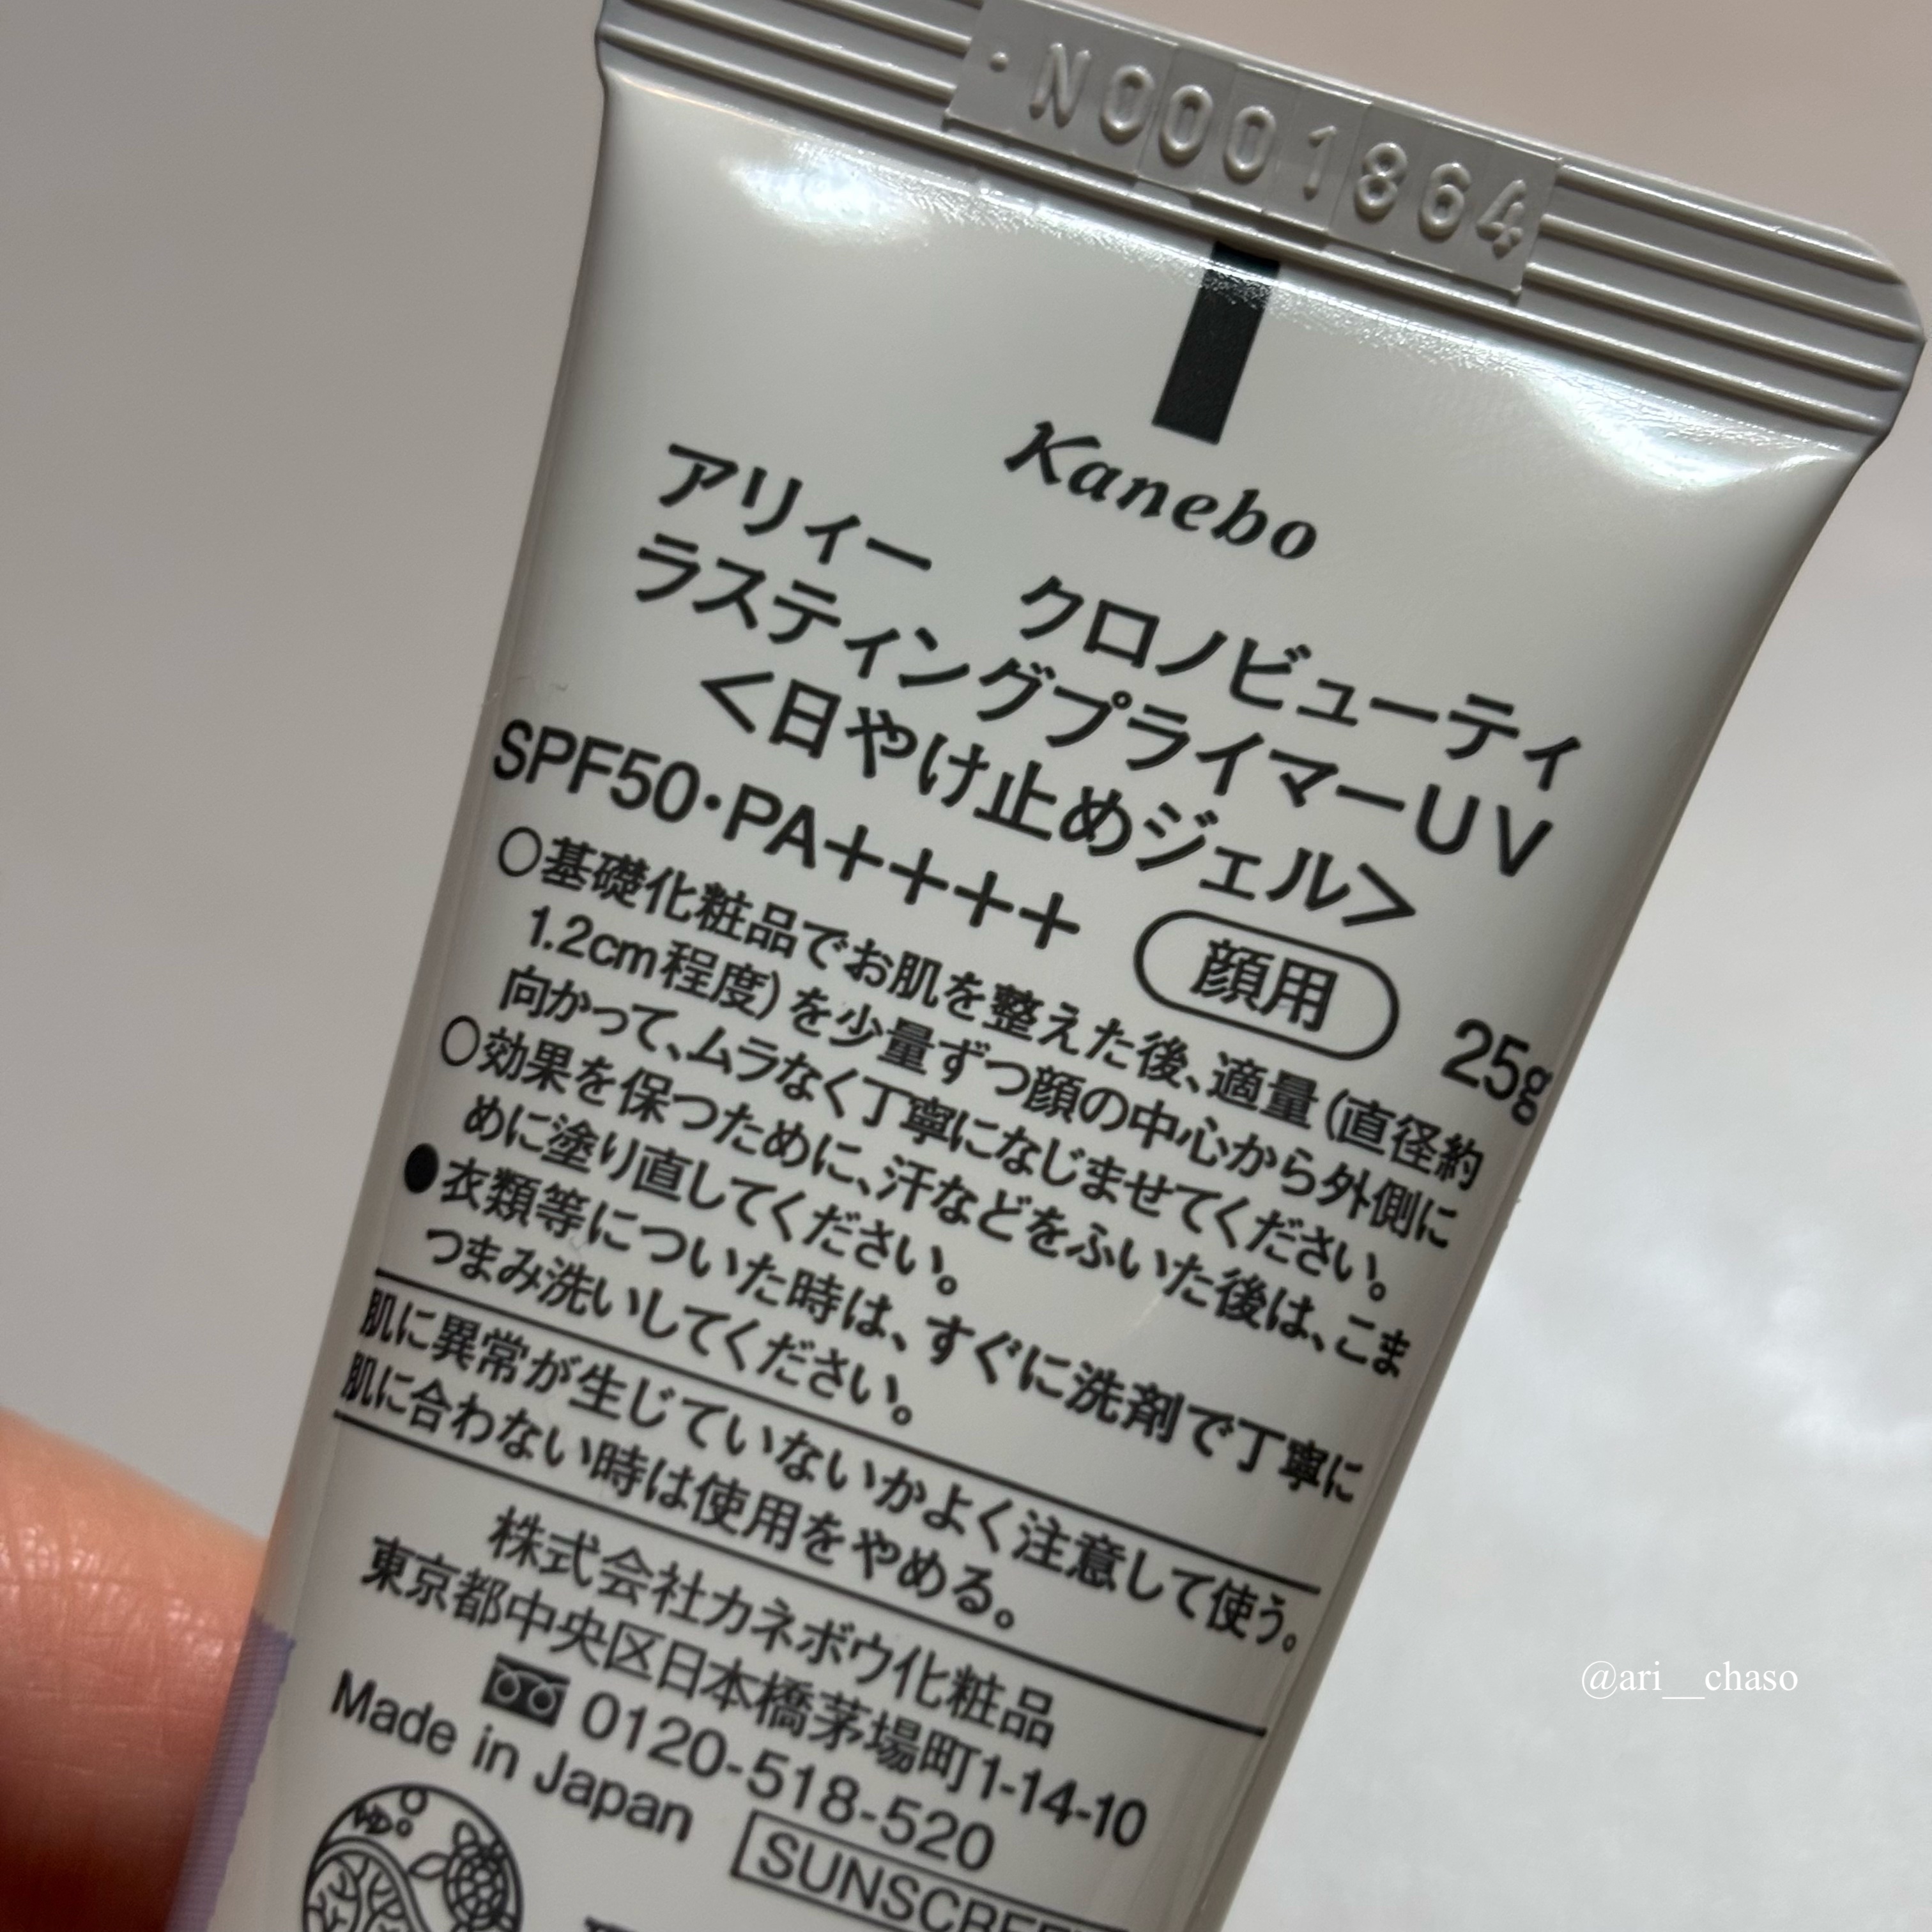 ·N0001864
Kanebo
アリィー　クロノビューティ
ラスティングプライマーUV
＜日やけ止めジェル＞
SPF50・PA＋＋＋＋ 顔用 25g
○基礎化粧品でお肌を整えた後、適量（直径約
1.2cm程度）を少量ずつ顔の中心から外側に
向かって、ムラなく丁寧になじませてください。
○効果を保つために、汗などをふいた後は、こま
めに塗り直してください。
●衣類等についた時は、すぐに洗剤で丁寧に
つまみ洗いしてください。
肌に異常が生じていないかよく注意して使う。
肌に合わない時は使用をやめる。
株式会社カネボウ化粧品
東京都中央区日本橋茅場町1-14-10
0120-518-520
Made in Japan
@ari__chaso